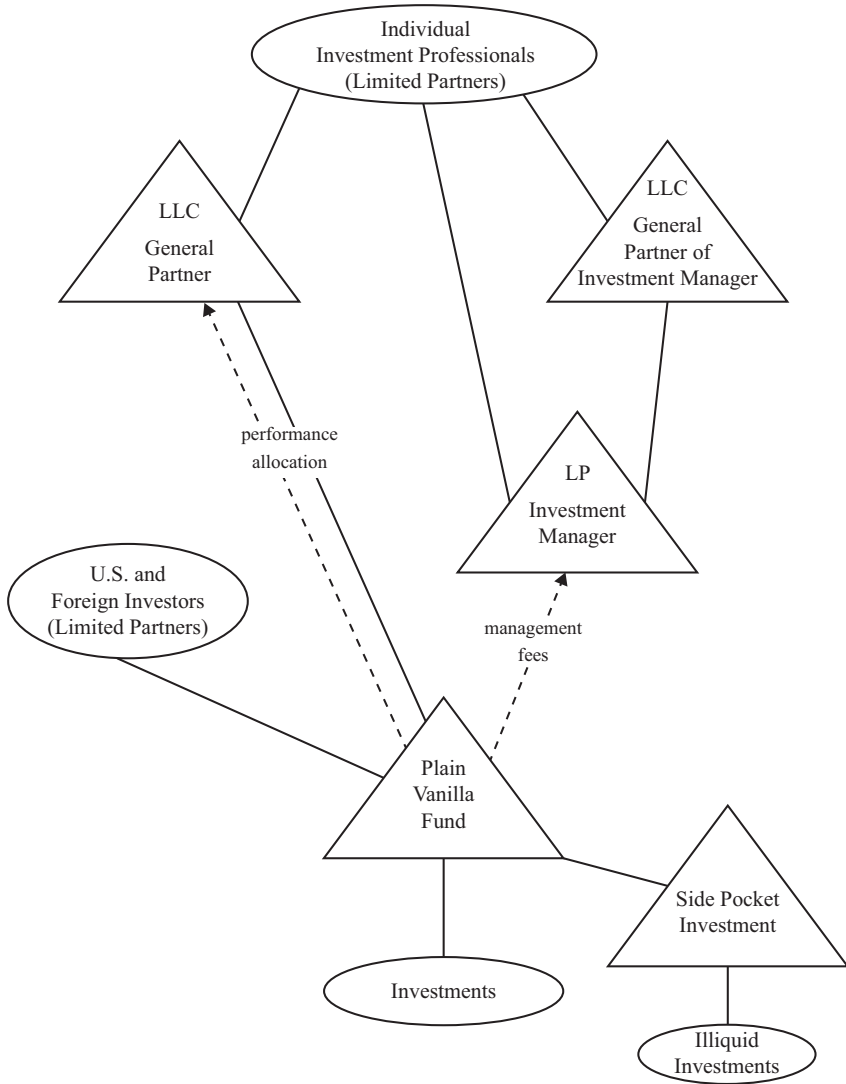 Individual
Investment Professionals
(Limited Partners)
LLC
General
Partner
LLC
General
Partner of
Investment Manager
performance
allocation
LP
Investment
Manager
U.S. and
Foreign Investors
(Limited Partners)
management
fees
Plain
Vanilla
Fund
Side Pocket
Investment
Investments
Illiquid
Investments